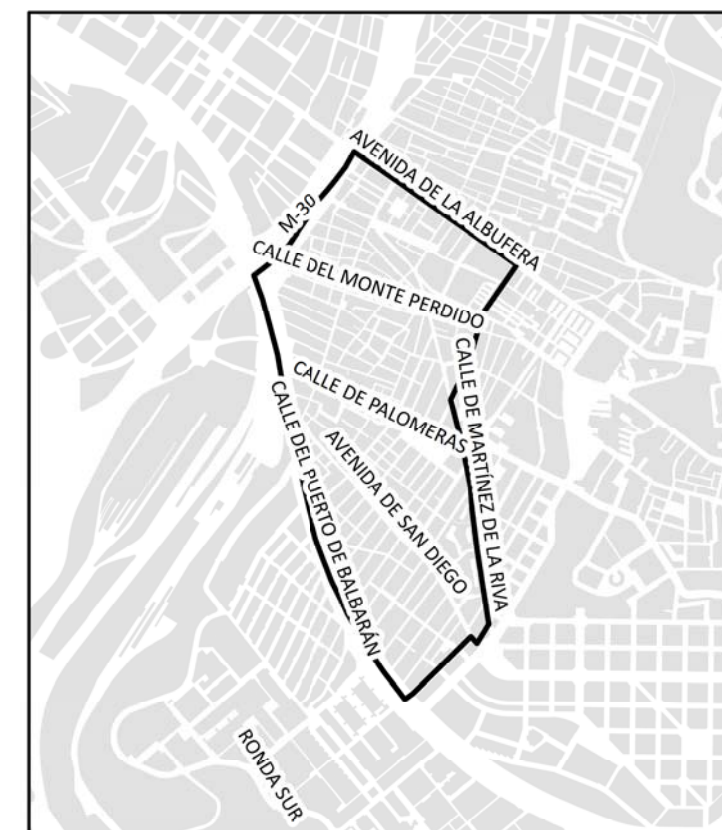 AVENIDA DE LA ALBUFERA
M-30
CALLE DEL MONTE PERDIDO
CALLE DE MARTÍNEZ DE LA RIVA
CALLE DE PALOMERAS
CALLE DEL PUERTO DE BALBARÁN
AVENIDA DE SAN DIEGO
RONDA SUR